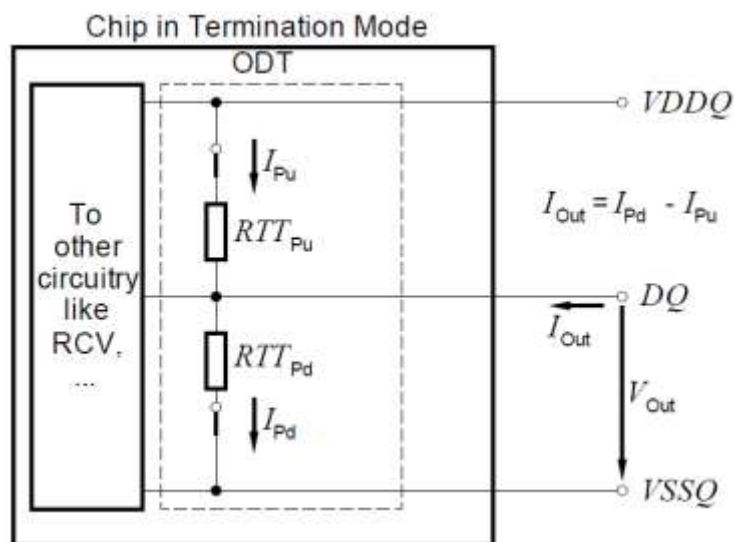 Chip in Termination Mode
ODT
VDDQ
To
other
circuitry
like
RCV,
...
I_Pu
RTT_Pu
I_Out = I_Pd - I_Pu
DQ
I_Out
RTT_Pd
I_Pd
V_Out
VSSQ